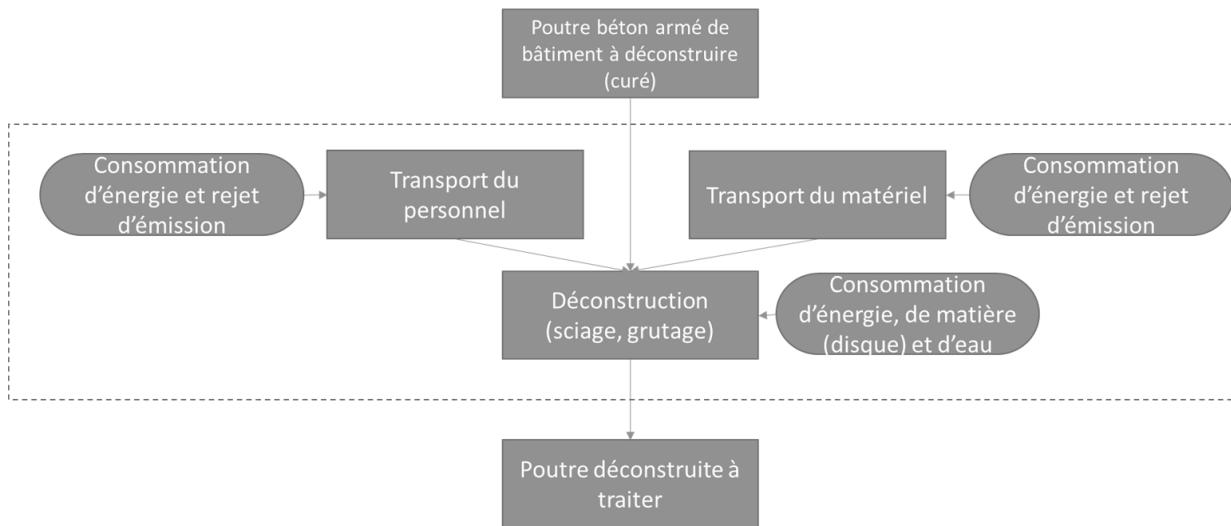 Poutre béton armé de
bâtiment à déconstruire
(curé)
Consommation
d'énergie et rejet
d'émission
Transport du
personnel
Transport du matériel
Consommation
d'énergie et rejet
d'émission
Déconstruction
(sciage, grutage)
Consommation
d'énergie, de matière
(disque) et d'eau
Poutre déconstruite à
traiter